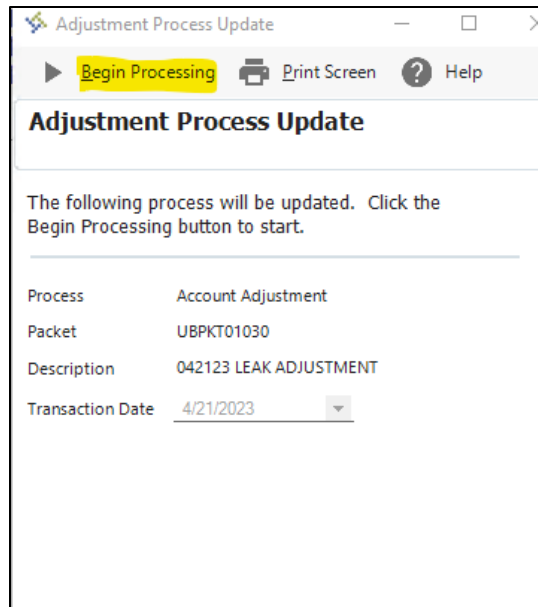 Adjustment Process Update
Begin Processing Print Screen Help
Adjustment Process Update
The following process will be updated. Click the
Begin Processing button to start.
Process Account Adjustment
Packet UBPKT01030
Description 042123 LEAK ADJUSTMENT
Transaction Date 4/21/2023